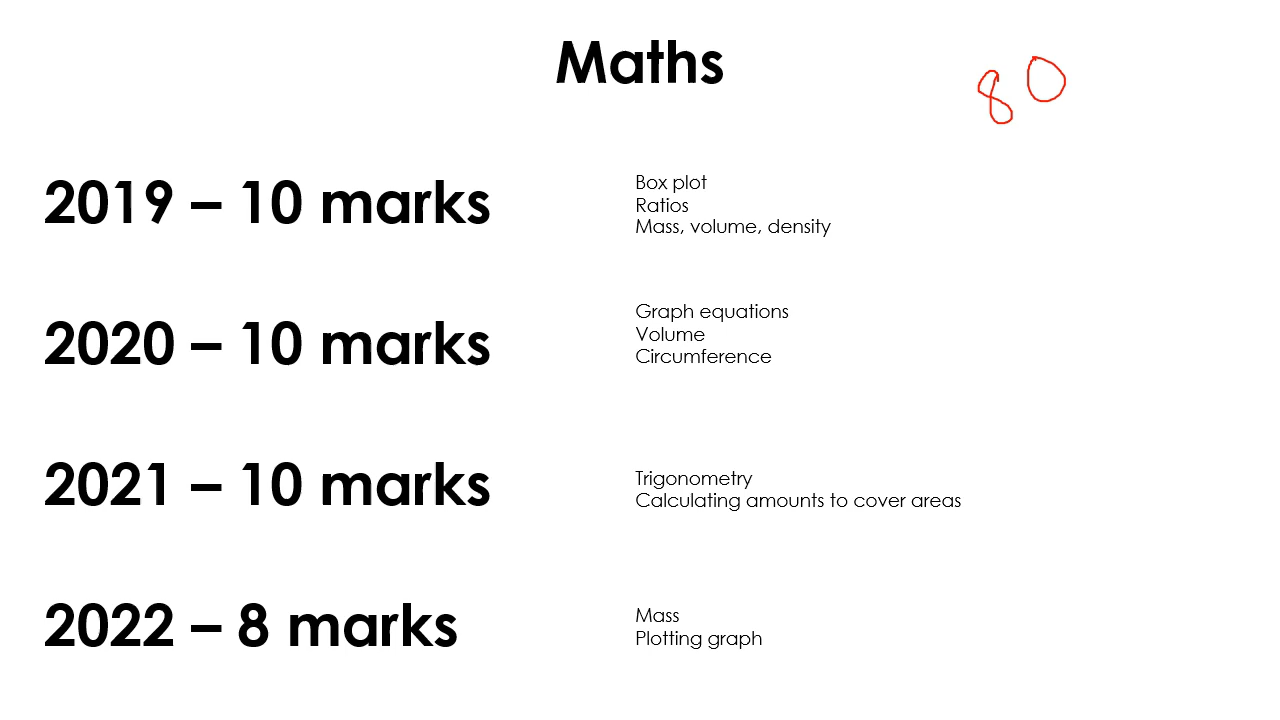 Maths
80
2019 – 10 marks
Box plot
Ratios
Mass, volume, density
2020 – 10 marks
Graph equations
Volume
Circumference
2021 – 10 marks
Trigonometry
Calculating amounts to cover areas
2022 – 8 marks
Mass
Plotting graph